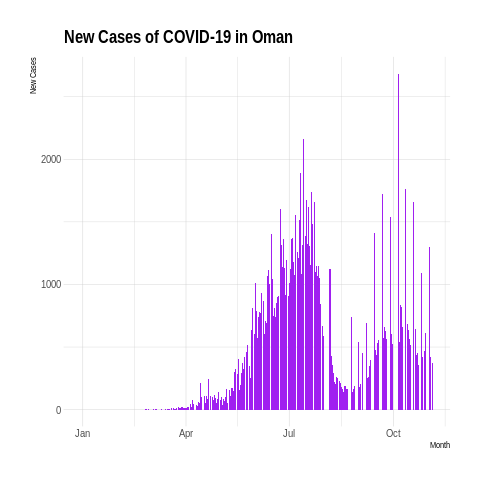 New Cases of COVID-19 in Oman
New Cases
2000
1000
0
Jan
Apr
Jul
Oct
Month